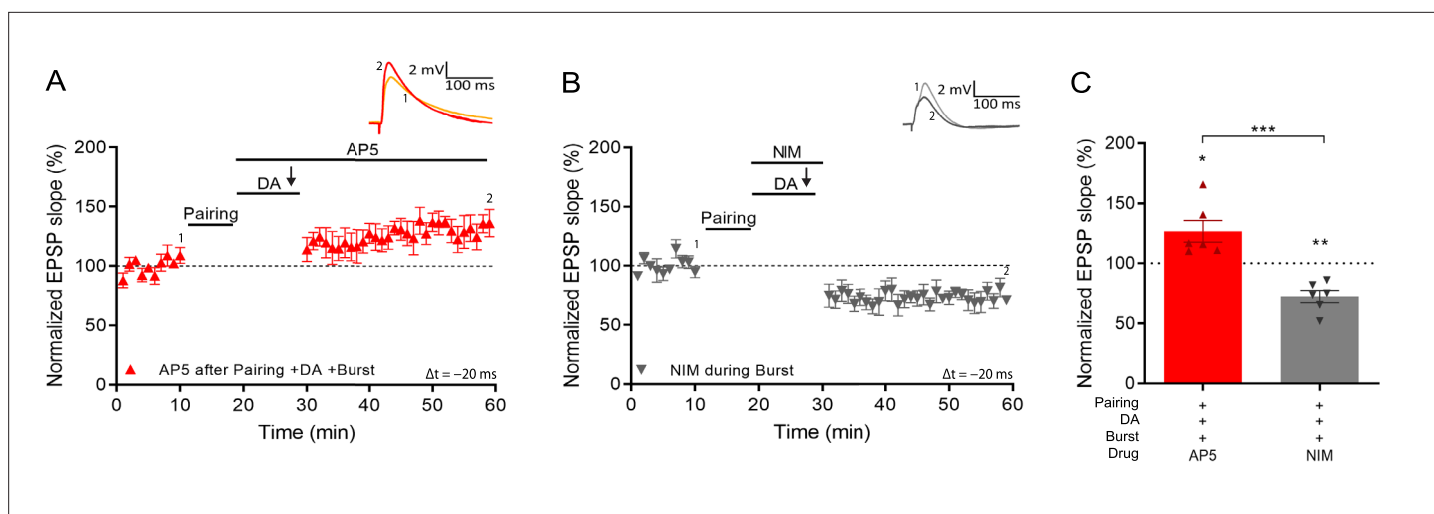 A
2
1
2 mV
100 ms
Normalized EPSP slope (%)
200
150
100
50
0
AP5
DA
Pairing
1
2
AP5 after Pairing +DA +Burst
Δt = −20 ms
0 10 20 30 40 50 60
Time (min)
B
1
2
2 mV
100 ms
Normalized EPSP slope (%)
200
150
100
50
0
NIM
DA
Pairing
1
2
NIM during Burst
Δt = −20 ms
0 10 20 30 40 50 60
Time (min)
C
Normalized EPSP slope (%)
200
150
100
50
0
***
*
**
Pairing + +
DA + +
Burst + +
Drug AP5 NIM